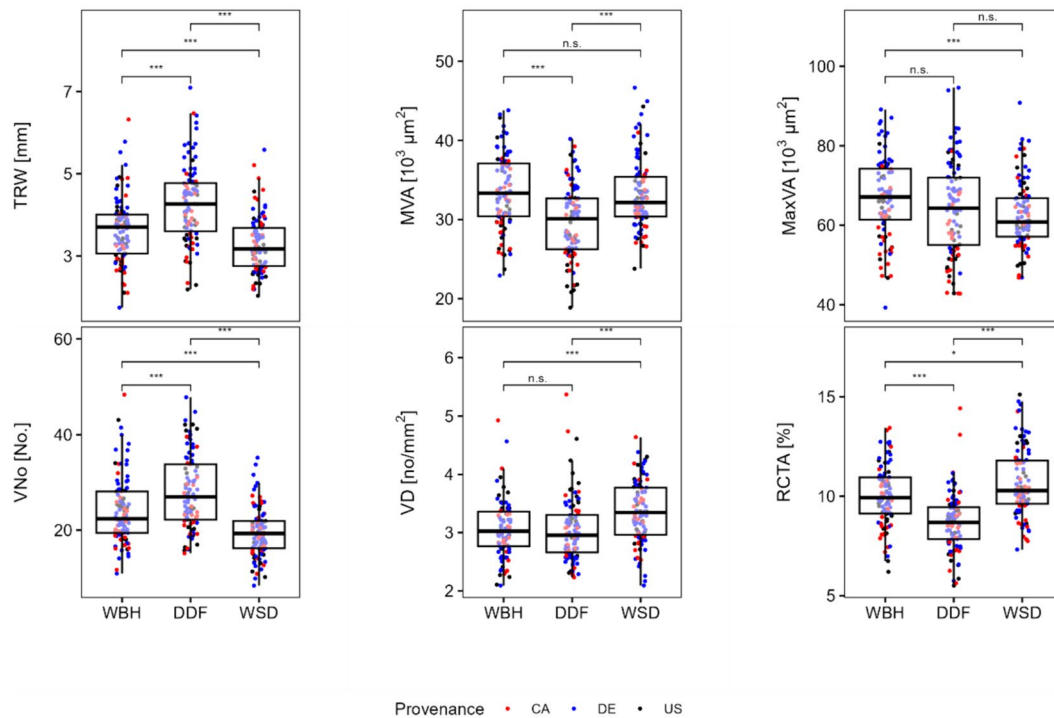 ***
***
***
7
5
3
TRW [mm]
***
n.s.
***
50
40
30
20
MVA [10³ µm²]
n.s.
***
n.s.
100
80
60
40
MaxVA [10³ µm²]
***
***
***
60
40
20
VNo [No.]
WBH DDF WSD
***
***
n.s.
6
5
4
3
2
VD [no/mm²]
WBH DDF WSD
***
*
***
15
10
5
RCTA [%]
WBH DDF WSD
Provenance CA DE US